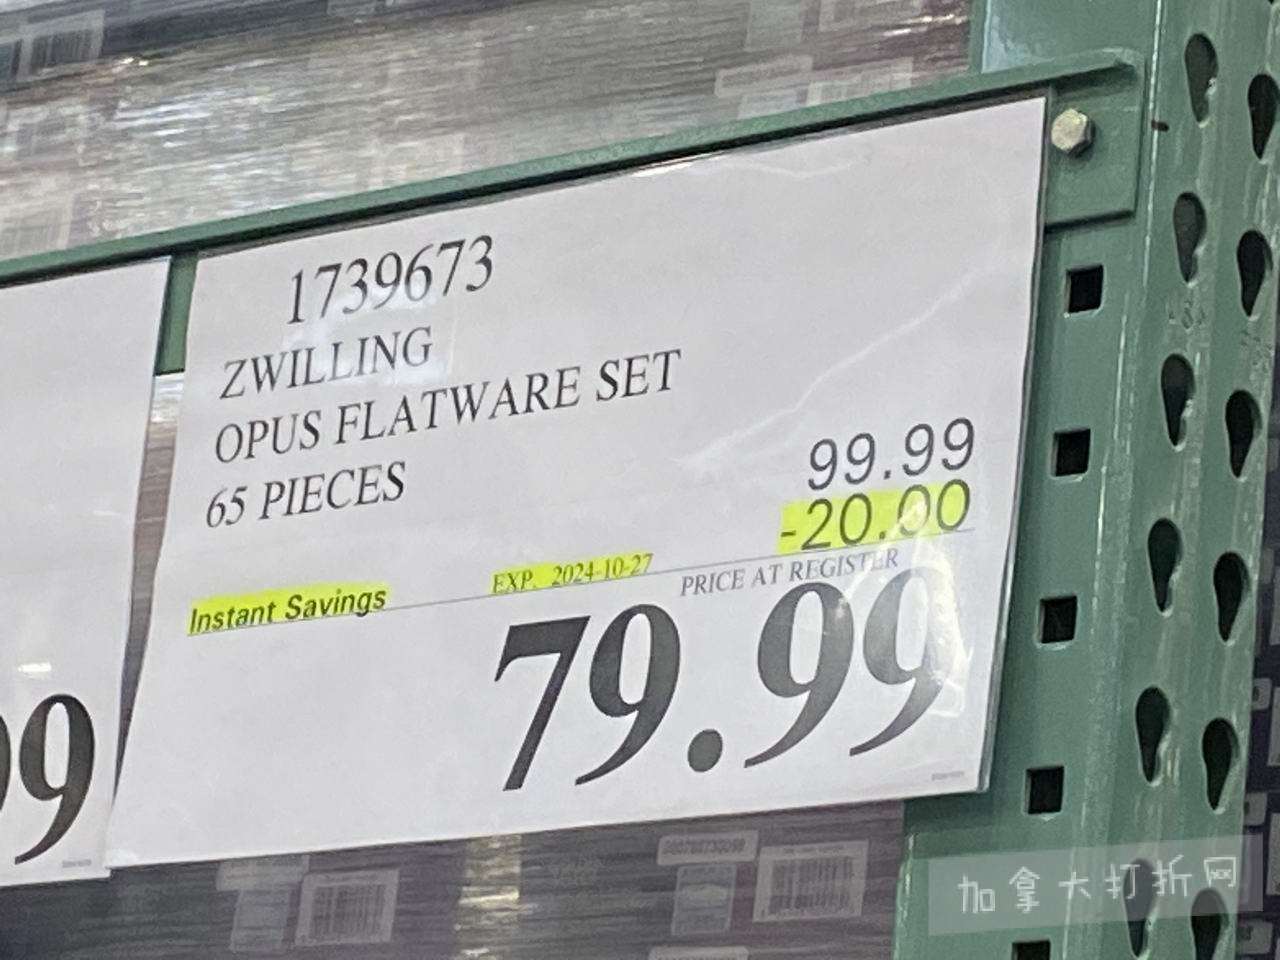 1739673
ZWILLING
OPUS FLATWARE SET
65 PIECES
99.99
-20.00
Instant Savings EXP. 2024-10-27 PRICE AT REGISTER
79.99
99
加拿大打折网